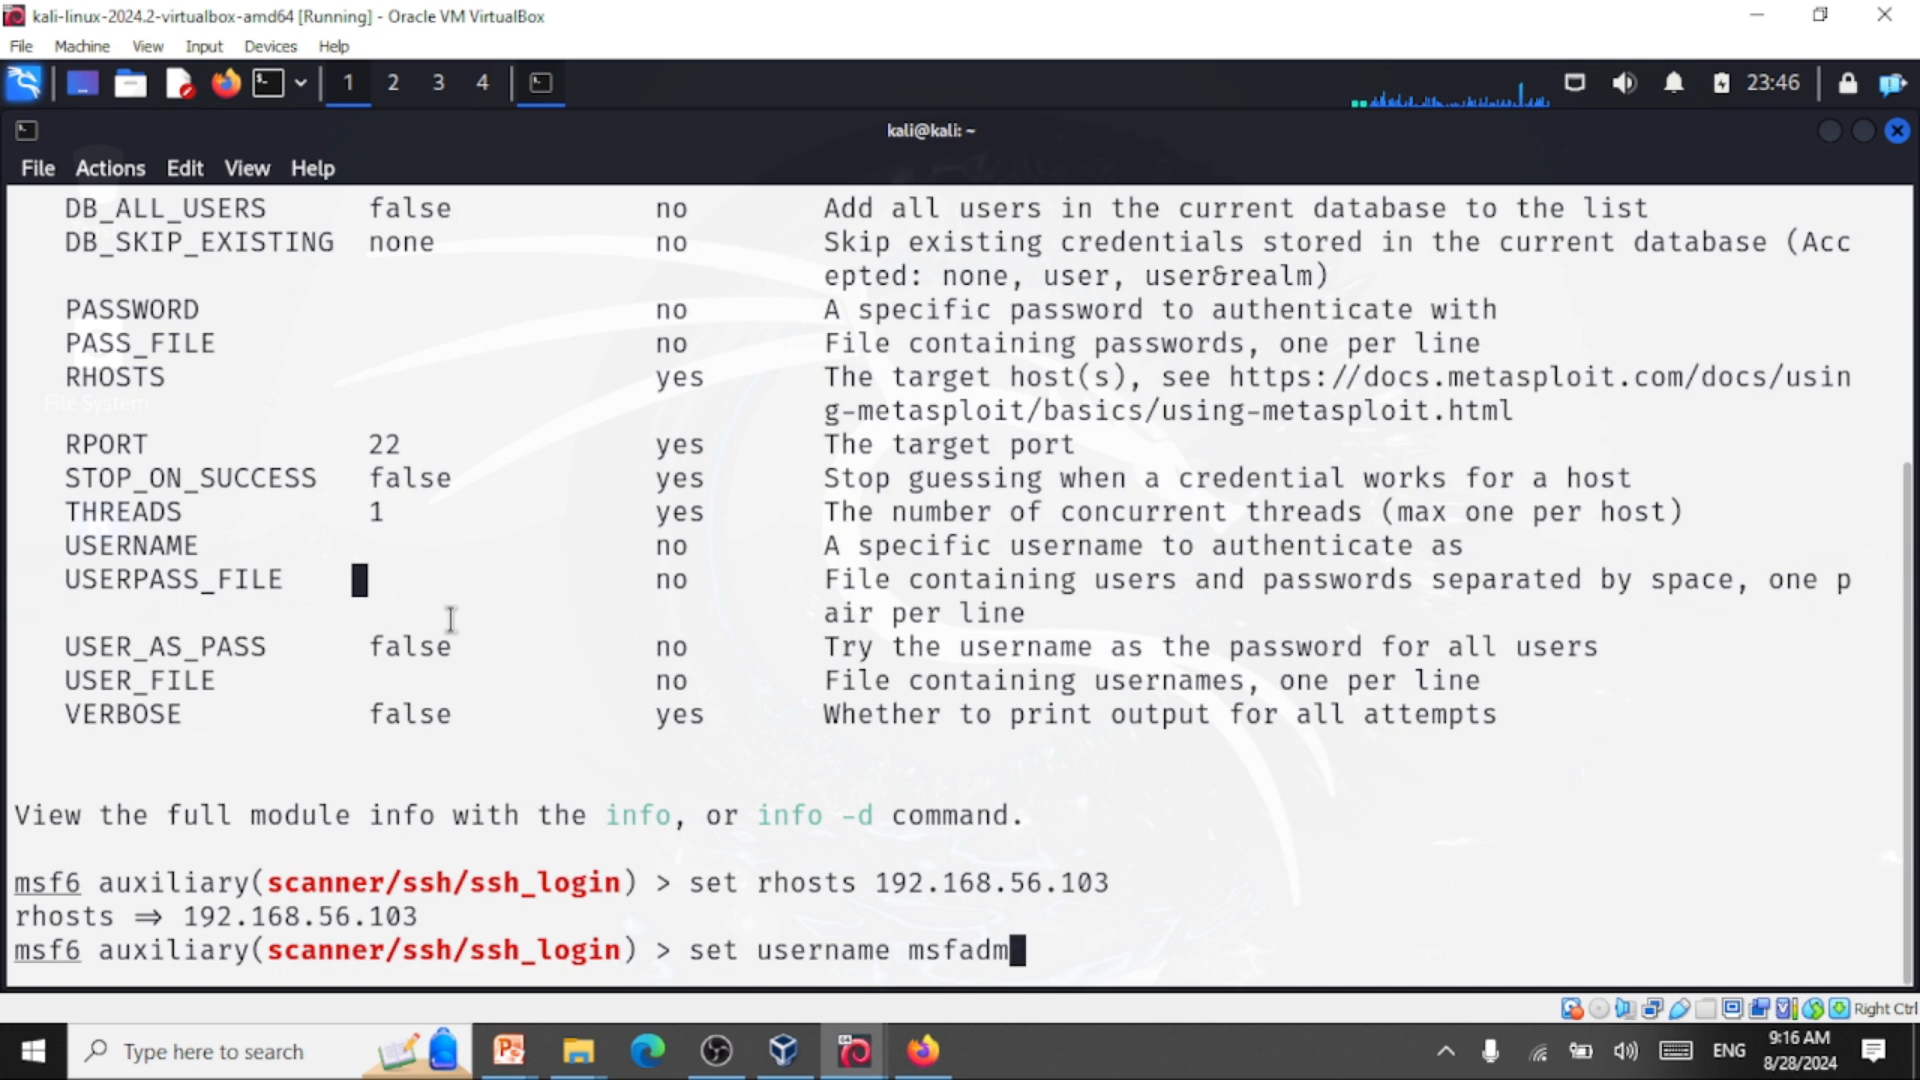 kali-linux-2024.2-virtualbox-amd64 [Running] - Oracle VM VirtualBox
File Machine View Input Devices Help
1 2 3 4 23:46
kali@kali: ~
File Actions Edit View Help
DB_ALL_USERS false no Add all users in the current database to the list
DB_SKIP_EXISTING none no Skip existing credentials stored in the current database (Acc
epted: none, user, user&realm)
PASSWORD no A specific password to authenticate with
PASS_FILE no File containing passwords, one per line
RHOSTS yes The target host(s), see https://docs.metasploit.com/docs/usin
File System
g-metasploit/basics/using-metasploit.html
RPORT 22 yes The target port
STOP_ON_SUCCESS false yes Stop guessing when a credential works for a host
THREADS 1 yes The number of concurrent threads (max one per host)
USERNAME no A specific username to authenticate as
USERPASS_FILE no File containing users and passwords separated by space, one p
air per line
USER_AS_PASS false no Try the username as the password for all users
USER_FILE no File containing usernames, one per line
VERBOSE false yes Whether to print output for all attempts
View the full module info with the info, or info -d command.
msf6 auxiliary(scanner/ssh/ssh_login) > set rhosts 192.168.56.103
rhosts ⇒ 192.168.56.103
msf6 auxiliary(scanner/ssh/ssh_login) > set username msfadm
Right Ctrl
Type here to search
ENG
9:16 AM
8/28/2024